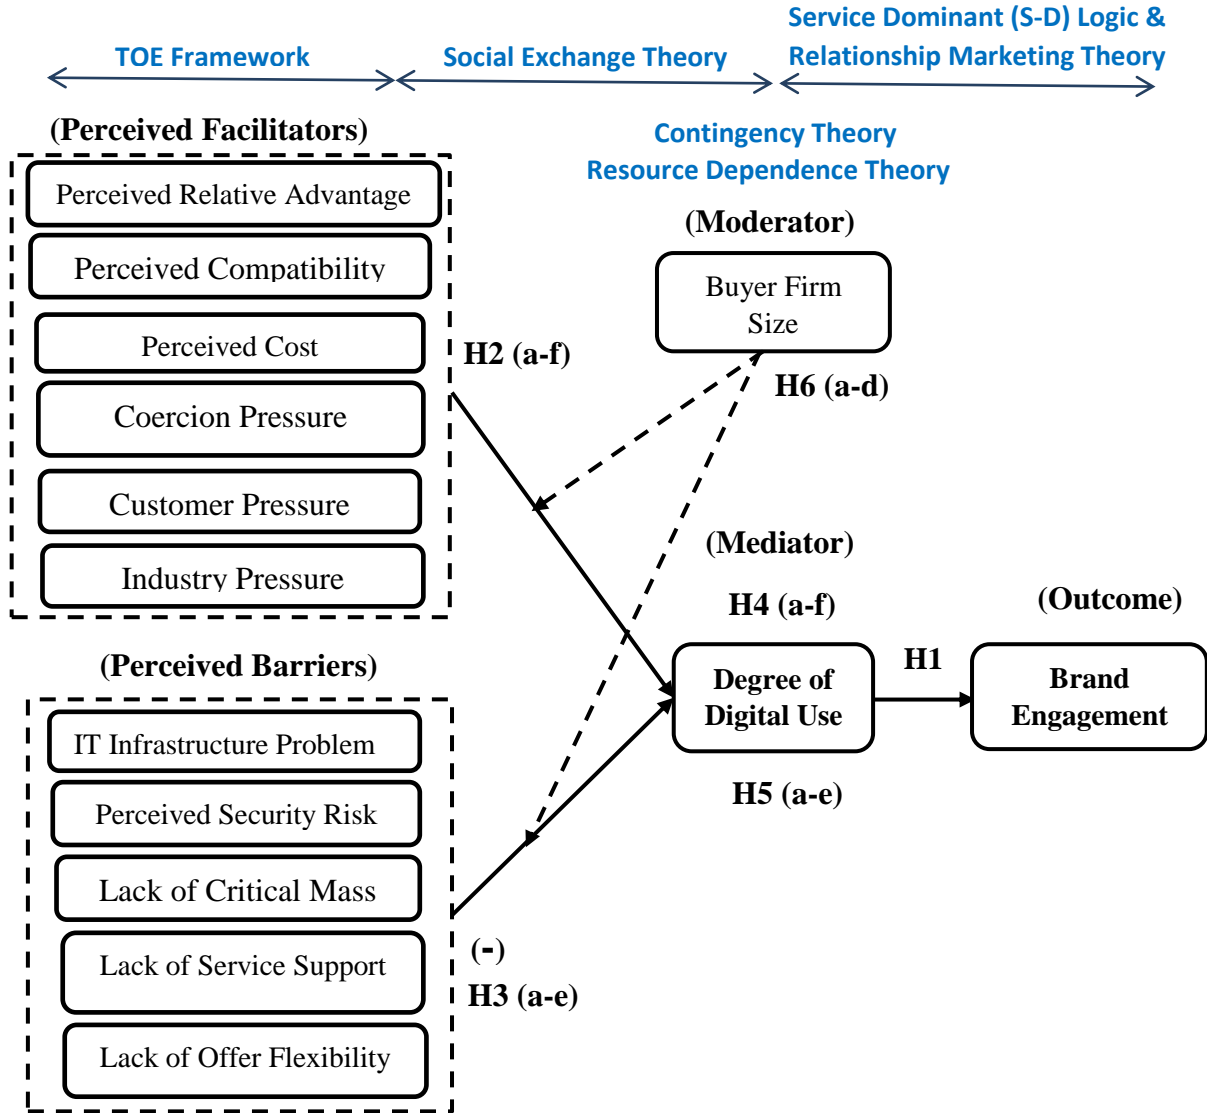 Service Dominant (S-D) Logic &
TOE Framework
Social Exchange Theory
Relationship Marketing Theory
(Perceived Facilitators)
Contingency Theory
Resource Dependence Theory
Perceived Relative Advantage
(Moderator)
Perceived Compatibility
Buyer Firm
Size
Perceived Cost
H2 (a-f)
H6 (a-d)
Coercion Pressure
Customer Pressure
(Mediator)
Industry Pressure
H4 (a-f)
(Outcome)
(Perceived Barriers)
H1
Degree of
Digital Use
Brand
Engagement
IT Infrastructure Problem
H5 (a-e)
Perceived Security Risk
Lack of Critical Mass
(-)
H3 (a-e)
Lack of Service Support
Lack of Offer Flexibility